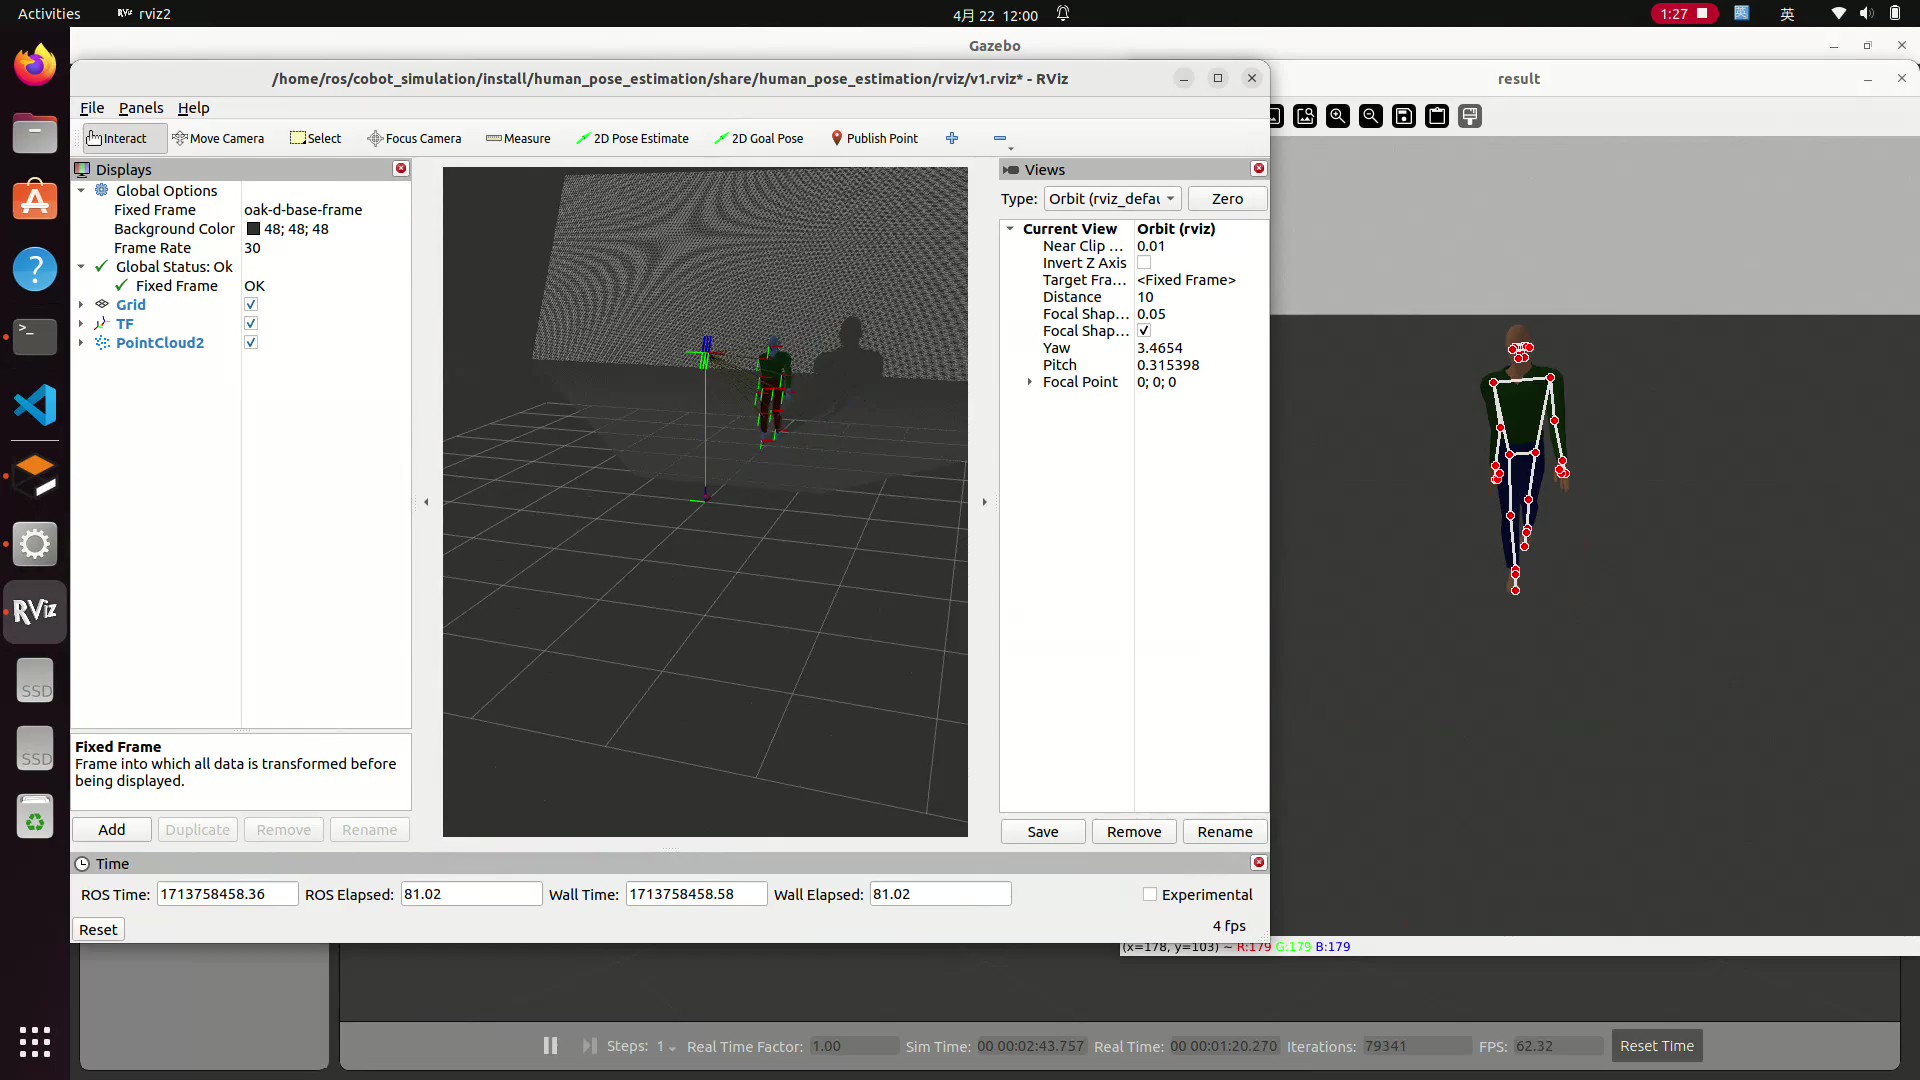 Activities
rviz2
4月 22 12:00
1:27
英
英
Gazebo
/home/ros/cobot_simulation/install/human_pose_estimation/share/human_pose_estimation/rviz/v1.rviz* - RViz
result
File Panels Help
Interact Move Camera Select Focus Camera Measure 2D Pose Estimate 2D Goal Pose Publish Point
Displays
Global Options
Fixed Frame oak-d-base-frame
Background Color 48; 48; 48
Frame Rate 30
Global Status: Ok
Fixed Frame OK
Grid
TF
PointCloud2
Fixed Frame
Frame into which all data is transformed before
being displayed.
Add Duplicate Remove Rename
Views
Type: Orbit (rviz_defau Zero
Current View Orbit (rviz)
Near Clip ... 0.01
Invert Z Axis
Target Fra... <Fixed Frame>
Distance 10
Focal Shap... 0.05
Focal Shap...
Yaw 3.4654
Pitch 0.315398
Focal Point 0; 0; 0
Save Remove Rename
Time
ROS Time: 1713758458.36 ROS Elapsed: 81.02 Wall Time: 1713758458.58 Wall Elapsed: 81.02 Experimental
Reset
4 fps
(x=178, y=103) ~ R:179 G:179 B:179
Steps: 1 Real Time Factor: 1.00 Sim Time: 00 00:02:43.757 Real Time: 00 00:01:20.270 Iterations: 79341 FPS: 62.32 Reset Time
>_
RViz
SSD
SSD